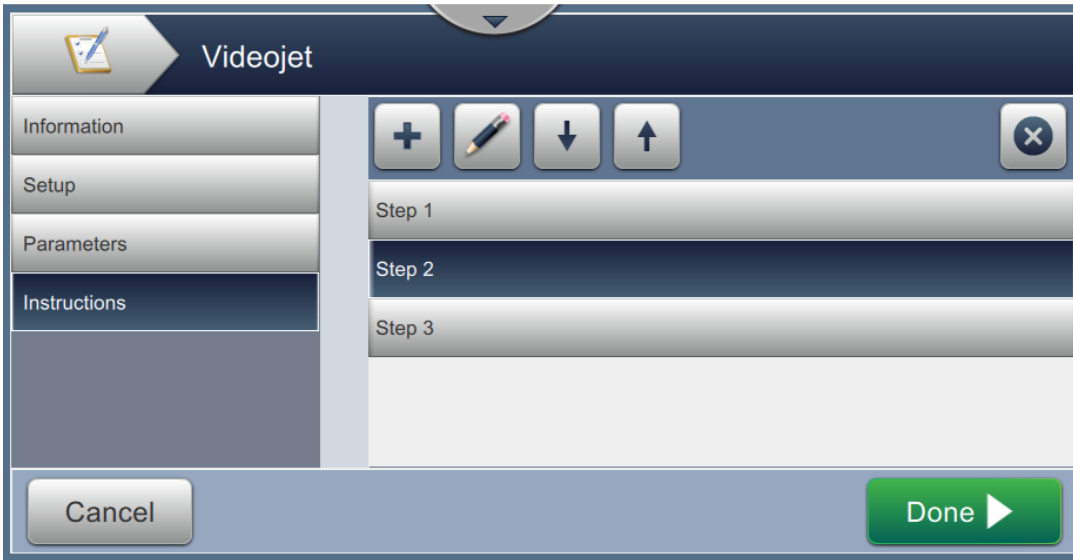 Videojet
Information
Setup
Parameters
Instructions
Step 1
Step 2
Step 3
Cancel
Done